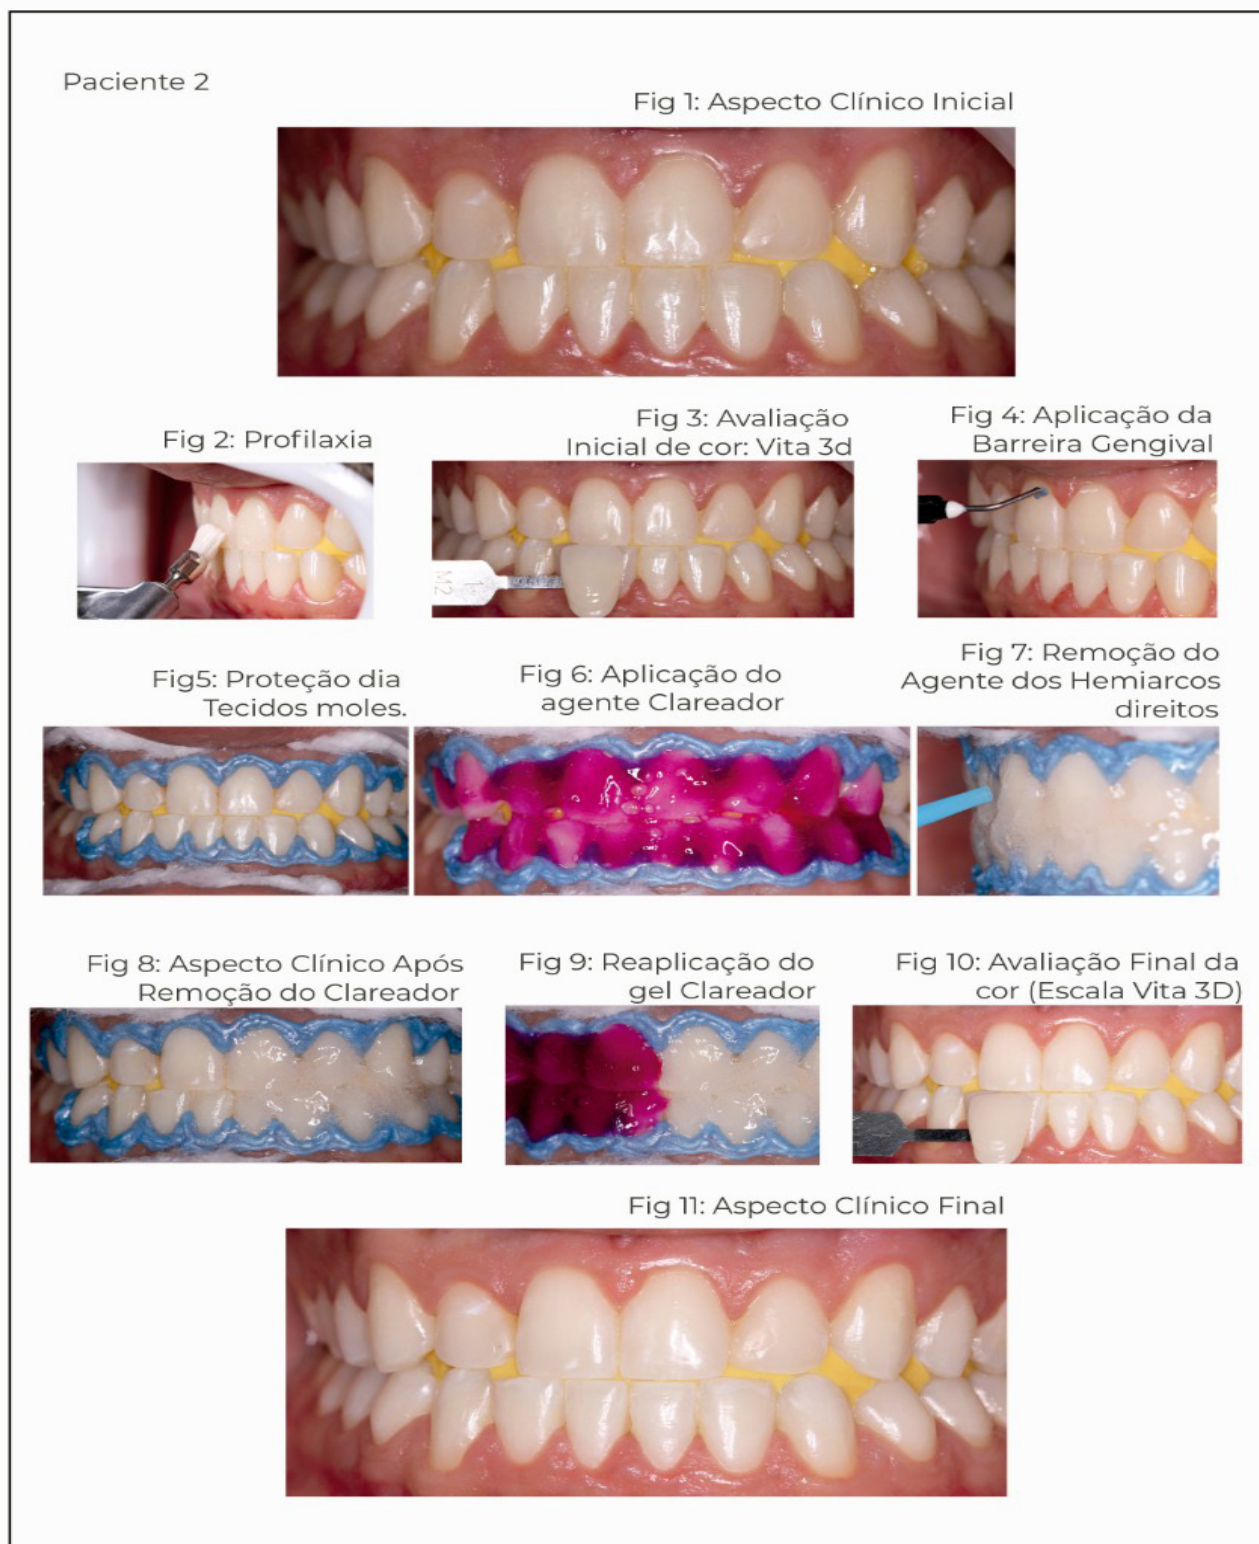 Paciente 2
Fig 1: Aspecto Clínico Inicial
Fig 2: Profilaxia
Fig 3: Avaliação
Inicial de cor: Vita 3d
Fig 4: Aplicação da
Barreira Gengival
M2
1
Fig5: Proteção dia
Tecidos moles.
Fig 6: Aplicação do
agente Clareador
Fig 7: Remoção do
Agente dos Hemiarcos
direitos
Fig 8: Aspecto Clínico Após
Remoção do Clareador
Fig 9: Reaplicação do
gel Clareador
Fig 10: Avaliação Final da
cor (Escala Vita 3D)
Fig 11: Aspecto Clínico Final